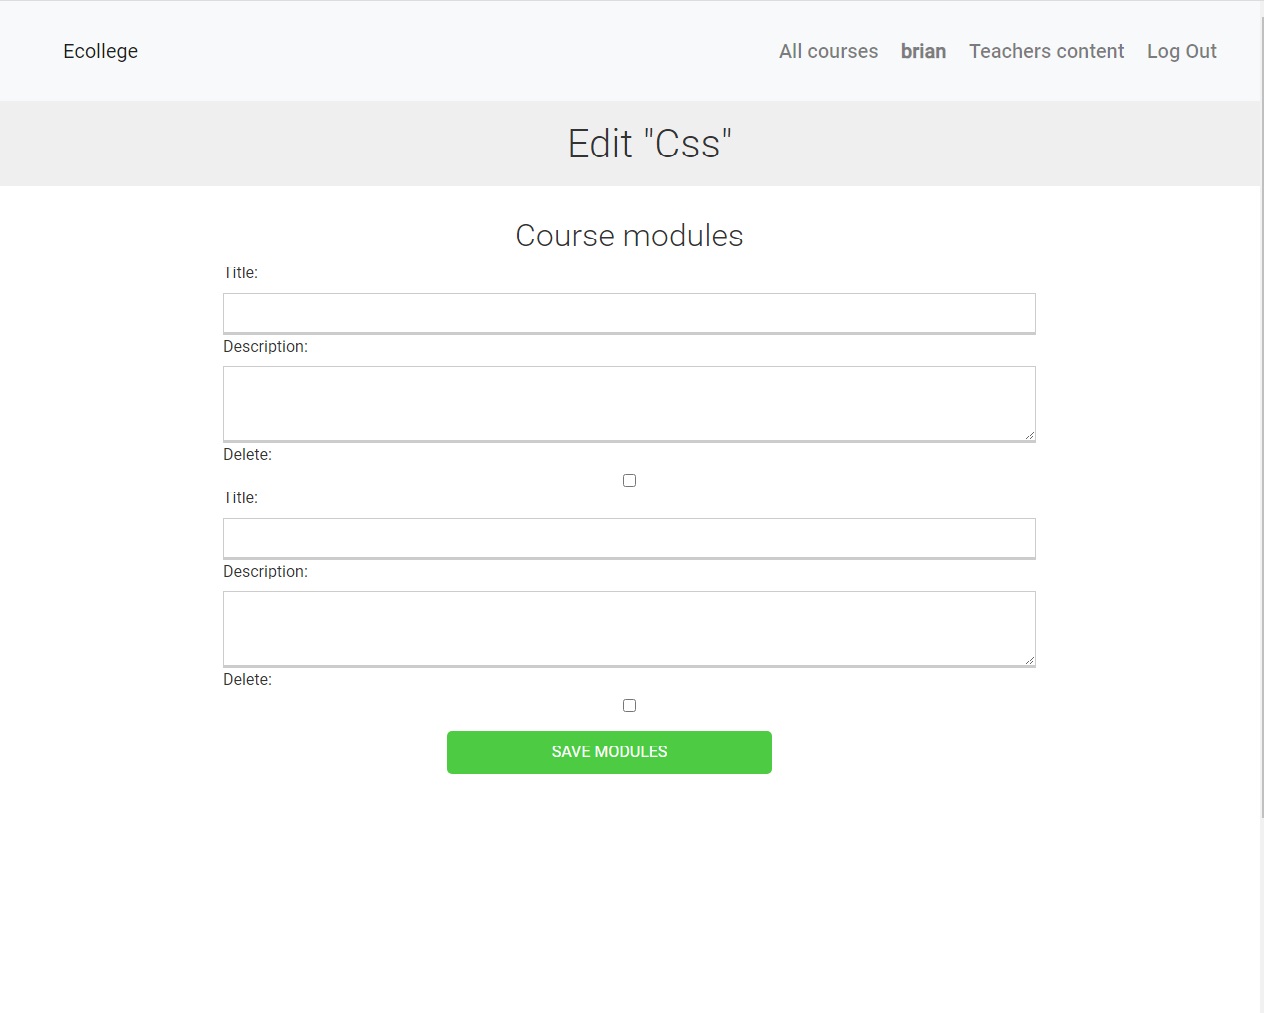 Ecollege All courses brian Teachers content Log Out
Edit "Css"
Course modules
Title:
Description:
Delete:
Title:
Description:
Delete:
SAVE MODULES